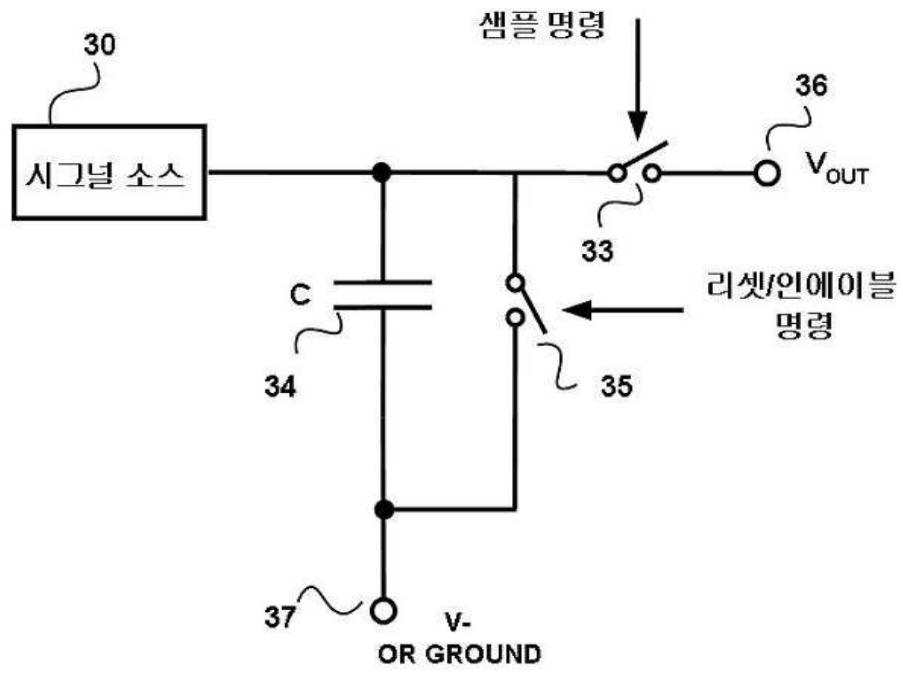 샘플 명령
30
36
시그널 소스
VOUT
33
C
리셋/인에이블
명령
34
35
37
V-
OR GROUND